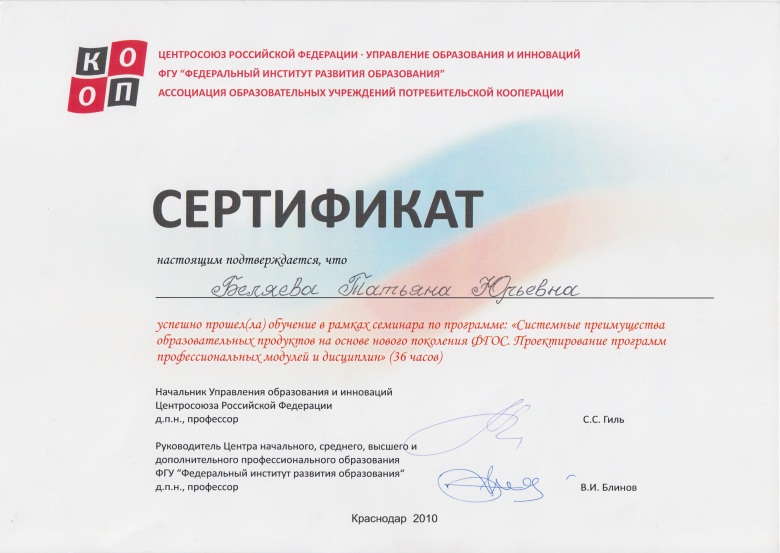 КООП
ЦЕНТРОСОЮЗ РОССИЙСКОЙ ФЕДЕРАЦИИ · УПРАВЛЕНИЕ ОБРАЗОВАНИЯ И ИННОВАЦИЙ
ФГУ "ФЕДЕРАЛЬНЫЙ ИНСТИТУТ РАЗВИТИЯ ОБРАЗОВАНИЯ"
АССОЦИАЦИЯ ОБРАЗОВАТЕЛЬНЫХ УЧРЕЖДЕНИЙ ПОТРЕБИТЕЛЬСКОЙ КООПЕРАЦИИ
СЕРТИФИКАТ
настоящим подтверждается, что
Беляева Татьяна Юрьевна
успешно прошел(ла) обучение в рамках семинара по программе: «Системные преимущества
образовательных продуктов на основе нового поколения ФГОС. Проектирование программ
профессиональных модулей и дисциплин» (36 часов)
Начальник Управления образования и инноваций
Центросоюза Российской Федерации
д.п.н., профессор С.С. Гиль
Руководитель Центра начального, среднего, высшего и
дополнительного профессионального образования
ФГУ "Федеральный институт развития образования"
д.п.н., профессор В.И. Блинов
Краснодар 2010